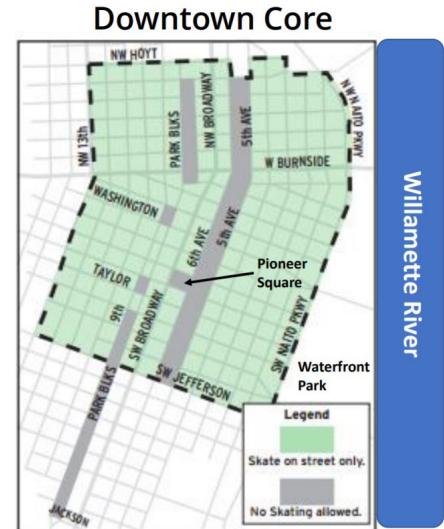 Downtown Core
NW HOYT
NW NAITO PKWY
NW 13th
PARK BLKS
NW BROADWAY
5th AVE
W BURNSIDE
WASHINGTON
6th AVE
5th AVE
Pioneer
Square
TAYLOR
9th
SW BROADWAY
SW NAITO PKWY
SW JEFFERSON
Waterfront
Park
PARK BLKS
JACKSON
Willamette River
Legend
Skate on street only.
No Skating allowed.